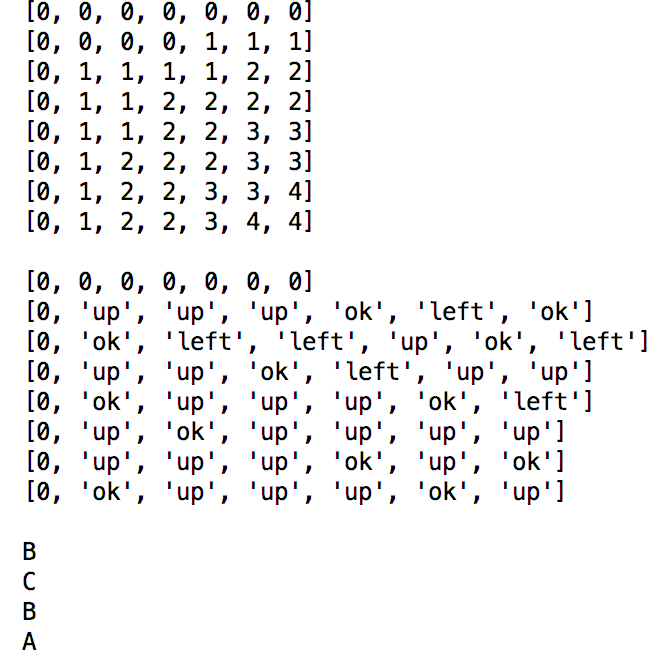 [0, 0, 0, 0, 0, 0, 0]
[0, 0, 0, 0, 1, 1, 1]
[0, 1, 1, 1, 1, 2, 2]
[0, 1, 1, 2, 2, 2, 2]
[0, 1, 1, 2, 2, 3, 3]
[0, 1, 2, 2, 2, 3, 3]
[0, 1, 2, 2, 3, 3, 4]
[0, 1, 2, 2, 3, 4, 4]
[0, 0, 0, 0, 0, 0, 0]
[0, 'up', 'up', 'up', 'ok', 'left', 'ok']
[0, 'ok', 'left', 'left', 'up', 'ok', 'left']
[0, 'up', 'up', 'ok', 'left', 'up', 'up']
[0, 'ok', 'up', 'up', 'up', 'ok', 'left']
[0, 'up', 'ok', 'up', 'up', 'up', 'up']
[0, 'up', 'up', 'up', 'ok', 'up', 'ok']
[0, 'ok', 'up', 'up', 'up', 'ok', 'up']
B
C
B
A